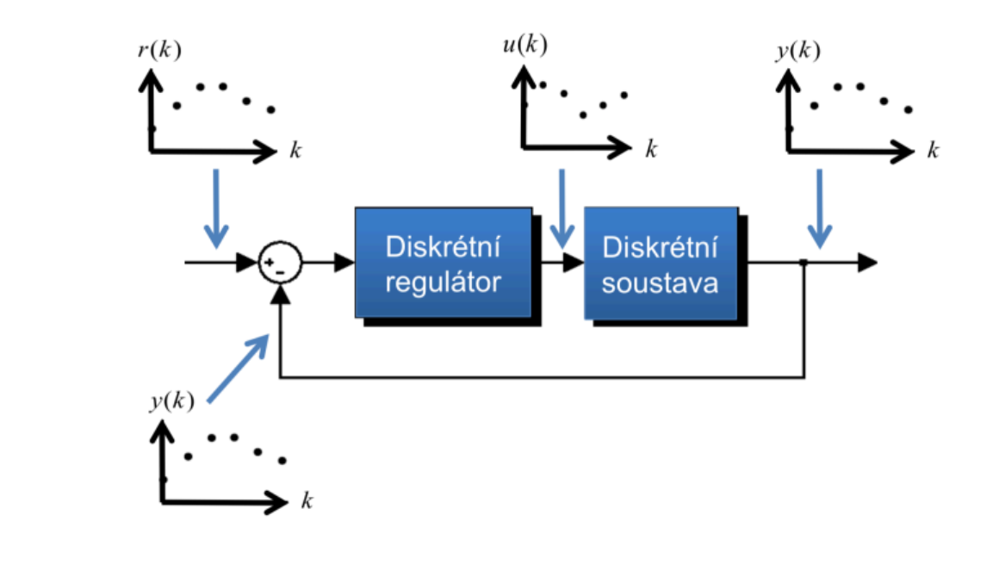 r(k)
u(k)
y(k)
k
k
k
+
-
Diskrétní
regulátor
Diskrétní
soustava
y(k)
k